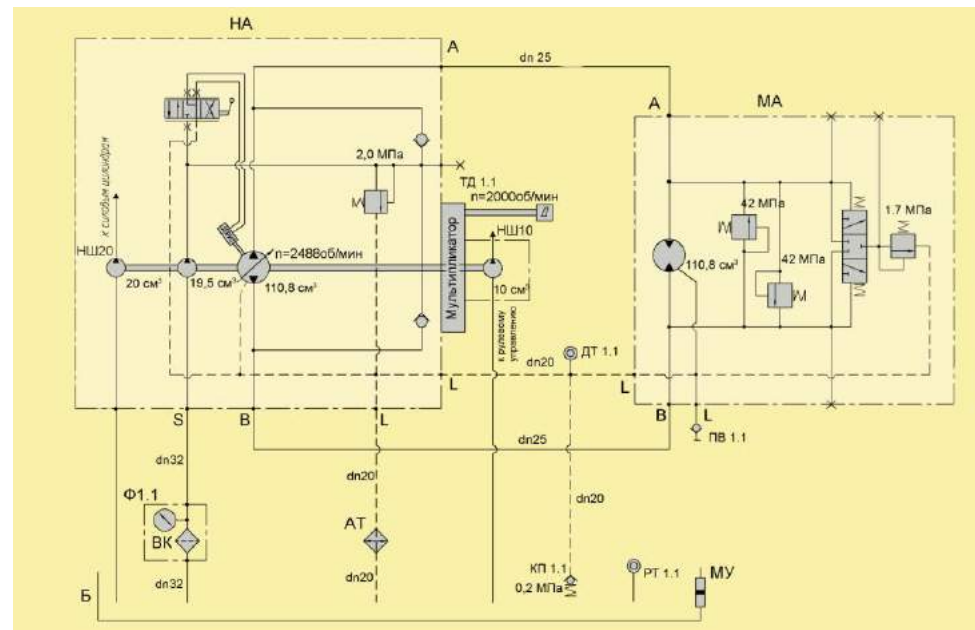 НА
А
dn 25
А
МА
к силовым цилиндрам
2,0 МПа
ТД 1.1
n=2000об/мин
42 МПа
1.7 МПа
НШ20
n=2488об/мин
НШ10
42 МПа
20 см³
19,5 см³
110,8 см³
Мультипликатор
10 см³
110,8 см³
к рулевому
управлению
dn20
ДТ 1.1
L
L
S
В
L
В
L
ПВ 1.1
dn25
dn32
dn20
dn20
Ф1.1
ВК
АТ
КП 1.1
0,2 МПа
РТ 1.1
МУ
dn32
dn20
Б